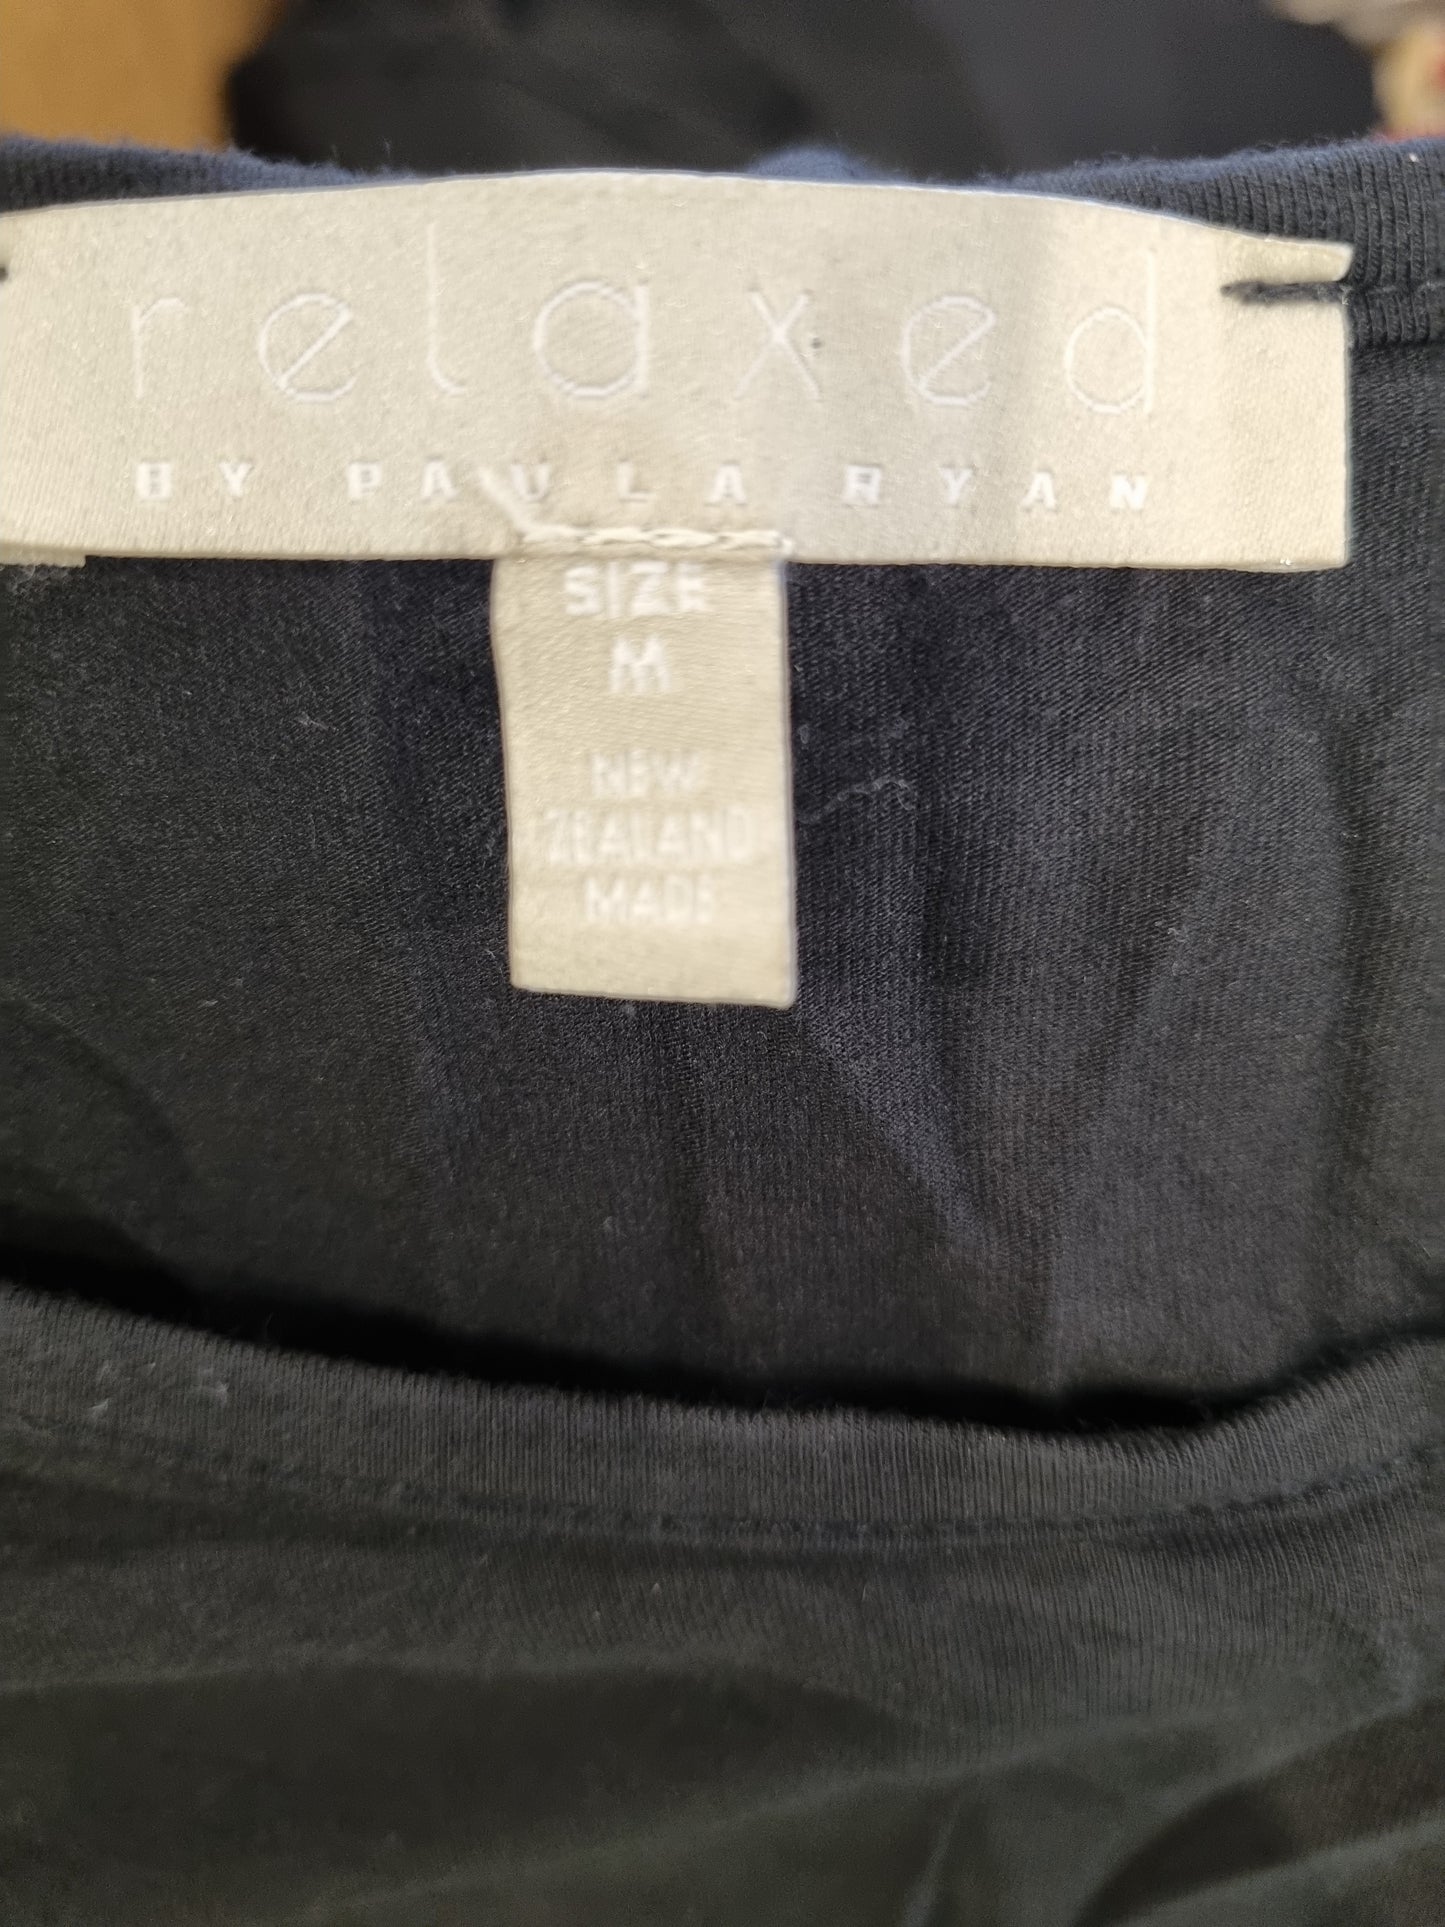 relaxed
BY PAULA RYAN
SIZE
M
NEW
ZEALAND
MADE